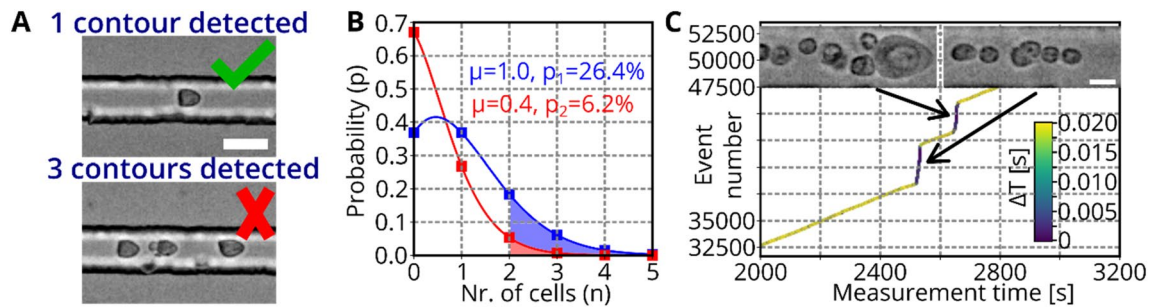 A
1 contour detected
3 contours detected
B
Probability (p)
0.7
0.6
0.5
0.4
0.3
0.2
0.1
0.0
μ=1.0, p1=26.4%
μ=0.4, p2=6.2%
0 1 2 3 4 5
Nr. of cells (n)
C
Event
number
52500
50000
47500
35000
32500
ΔT [s]
0.020
0.015
0.010
0.005
0
2000 2400 2800 3200
Measurement time [s]